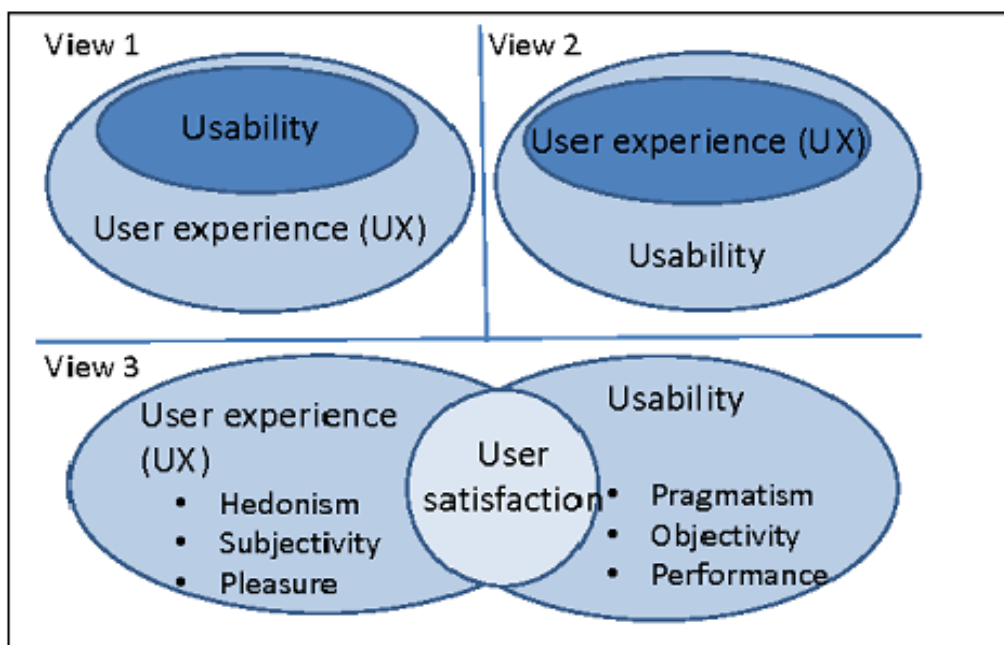 View 1
Usability
User experience (UX)
View 2
User experience (UX)
Usability
View 3
User experience
(UX)
• Hedonism
• Subjectivity
• Pleasure
User
satisfaction
Usability
• Pragmatism
• Objectivity
• Performance